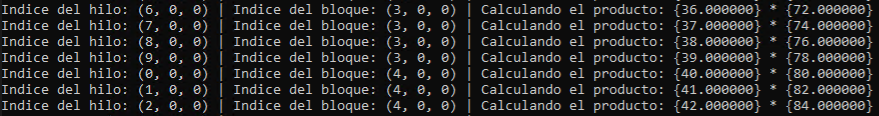 Indice del hilo: (6, 0, 0) | Indice del bloque: (3, 0, 0) | Calculando el producto: {36.000000} * {72.000000}
Indice del hilo: (7, 0, 0) | Indice del bloque: (3, 0, 0) | Calculando el producto: {37.000000} * {74.000000}
Indice del hilo: (8, 0, 0) | Indice del bloque: (3, 0, 0) | Calculando el producto: {38.000000} * {76.000000}
Indice del hilo: (9, 0, 0) | Indice del bloque: (3, 0, 0) | Calculando el producto: {39.000000} * {78.000000}
Indice del hilo: (0, 0, 0) | Indice del bloque: (4, 0, 0) | Calculando el producto: {40.000000} * {80.000000}
Indice del hilo: (1, 0, 0) | Indice del bloque: (4, 0, 0) | Calculando el producto: {41.000000} * {82.000000}
Indice del hilo: (2, 0, 0) | Indice del bloque: (4, 0, 0) | Calculando el producto: {42.000000} * {84.000000}